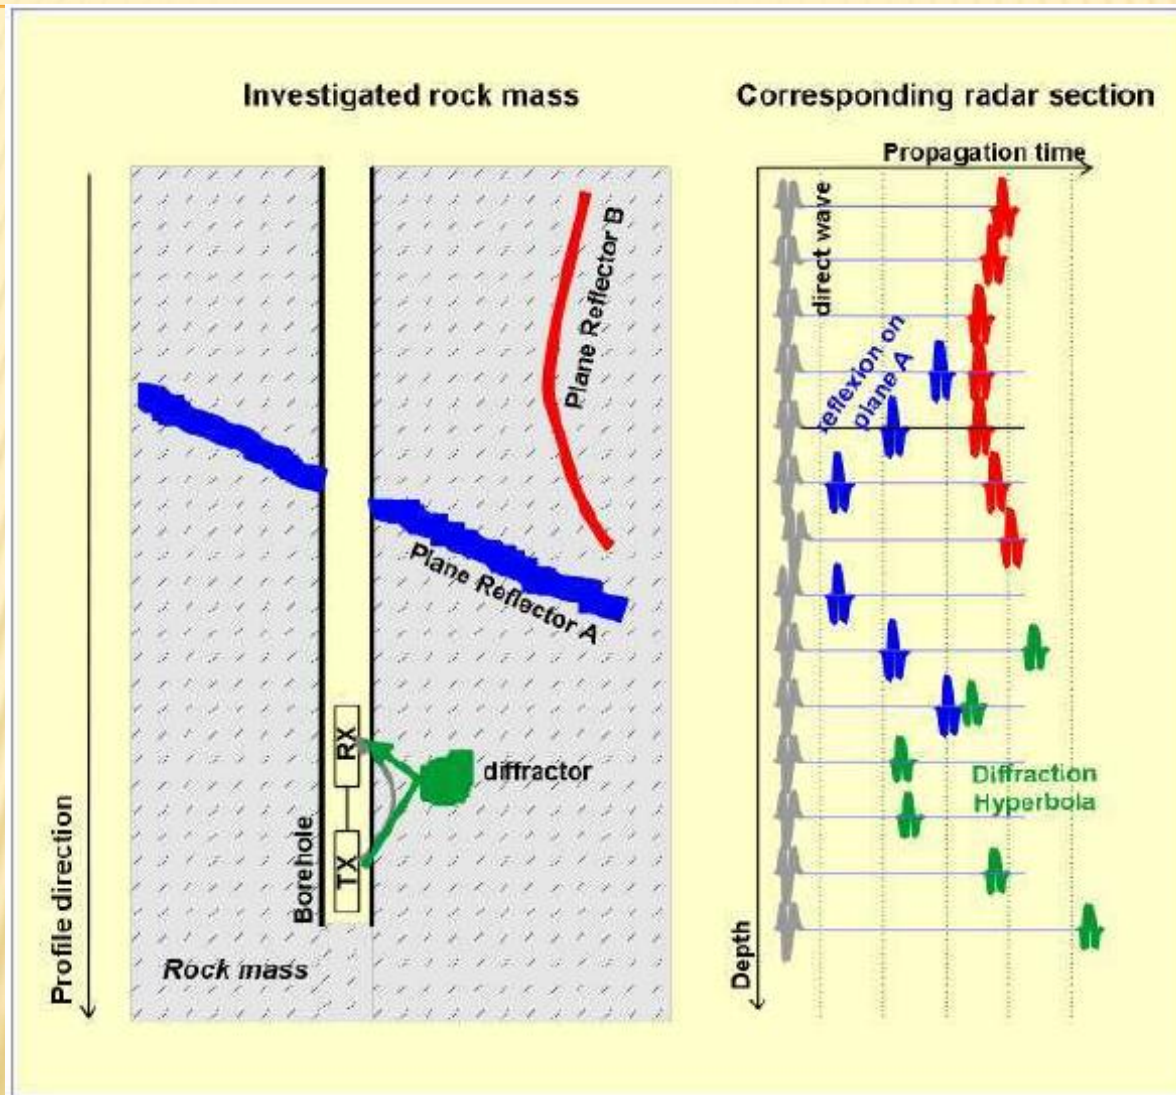 Investigated rock mass
Corresponding radar section
Propagation time
direct wave
Plane Reflector B
reflexion on
plane A
Plane Reflector A
RX
diffractor
TX
Borehole
Diffraction
Hyperbola
Profile direction
Rock mass
Depth